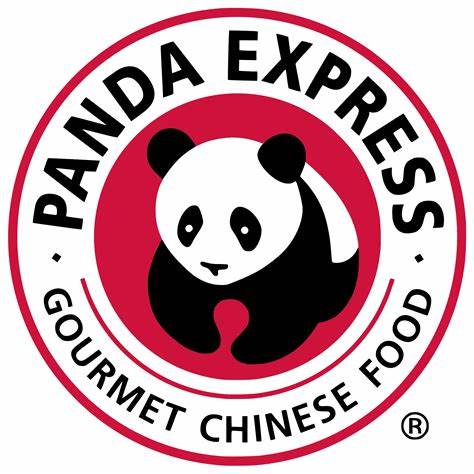 PANDA EXPRESS
· GOURMET CHINESE FOOD ·
®